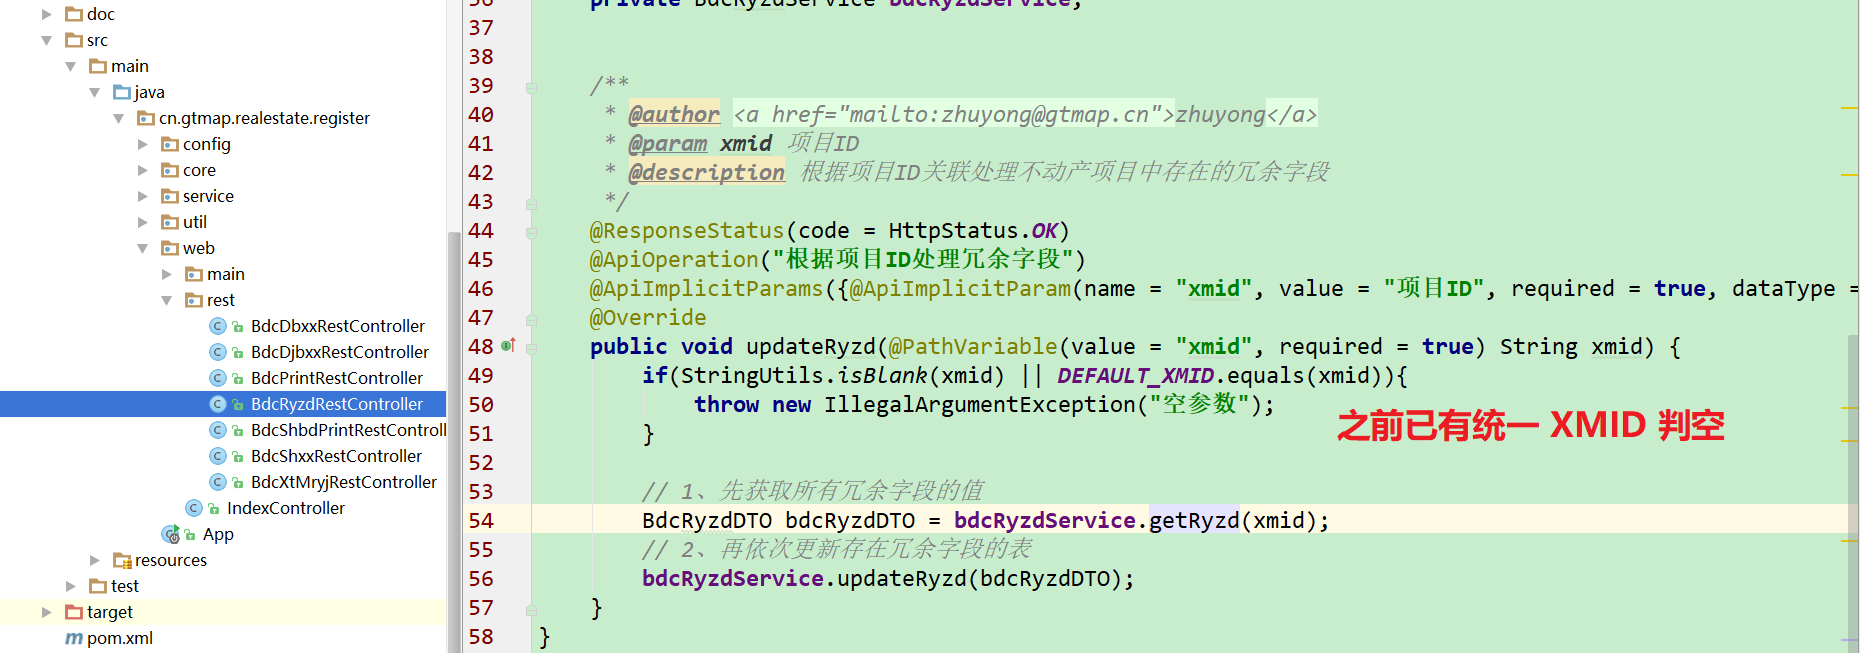 doc
src
main
java
cn.gtmap.realestate.register
config
core
service
util
web
main
rest
BdcDbxxRestController
BdcDjbxxRestController
BdcPrintRestController
BdcRyzdRestController
BdcShbdPrintRestControll
BdcShxxRestController
BdcXtMryjRestController
IndexController
App
resources
test
target
pom.xml
private BdcRyzdService bdcRyzdService;
37
38
39 /**
40 * @author <a href="mailto:zhuyong@gtmap.cn">zhuyong</a>
41 * @param xmid 项目ID
42 * @description 根据项目ID关联处理不动产项目中存在的冗余字段
43 */
44 @ResponseStatus(code = HttpStatus.OK)
45 @ApiOperation("根据项目ID处理冗余字段")
46 @ApiImplicitParams({@ApiImplicitParam(name = "xmid", value = "项目ID", required = true, dataType =
47 @Override
48 public void updateRyzd(@PathVariable(value = "xmid", required = true) String xmid) {
49 if(StringUtils.isBlank(xmid) || DEFAULT_XMID.equals(xmid)){
50 throw new IllegalArgumentException("空参数");
之前已有统一 XMID 判空
51 }
52
53 // 1、先获取所有冗余字段的值
54 BdcRyzdDTO bdcRyzdDTO = bdcRyzdService.getRyzd(xmid);
55 // 2、再依次更新存在冗余字段的表
56 bdcRyzdService.updateRyzd(bdcRyzdDTO);
57 }
58 }